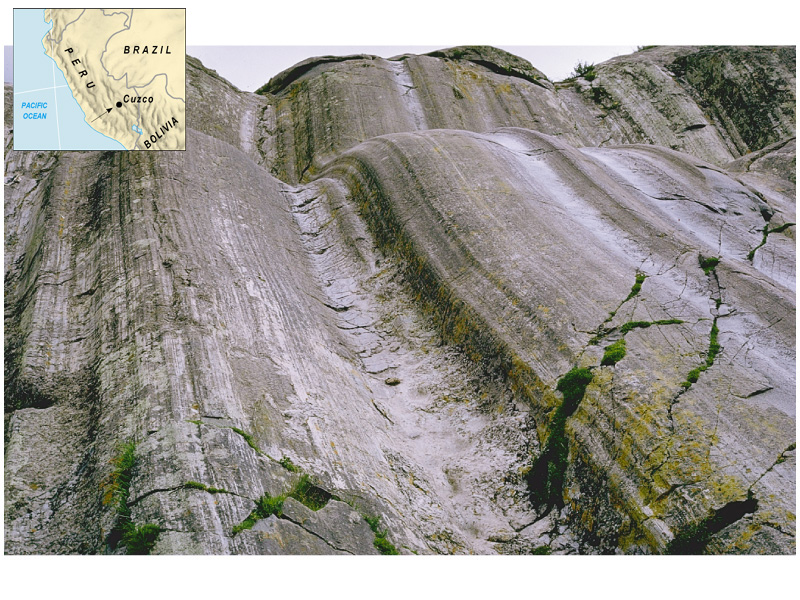 BRAZIL
PERU
Cuzco
PACIFIC
OCEAN
BOLIVIA